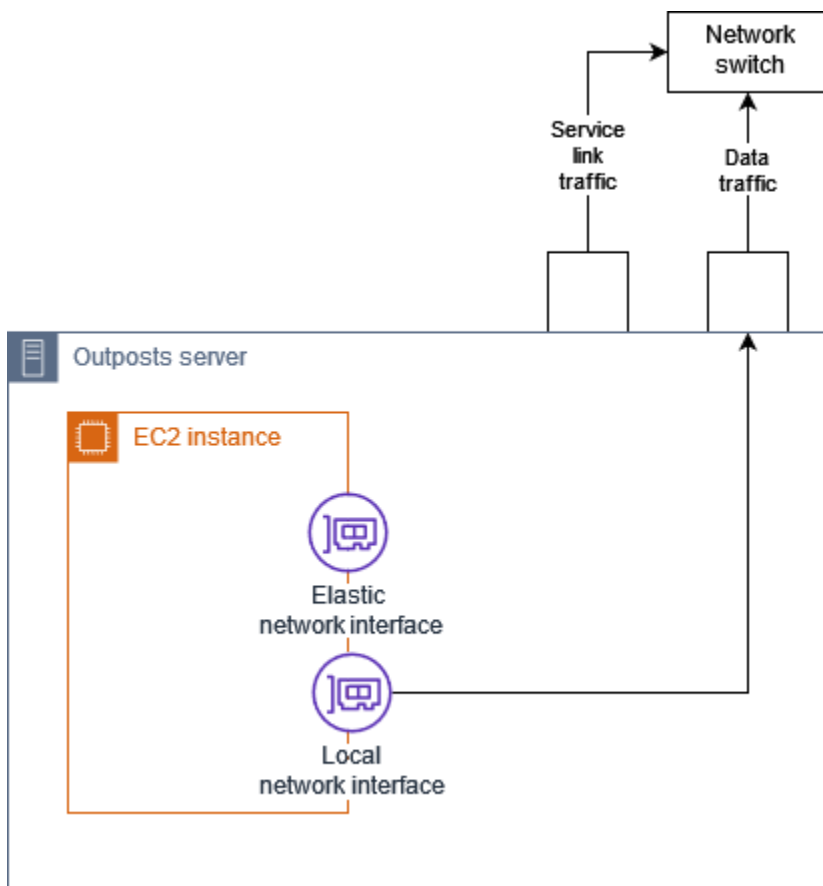 Network
switch
Service
link
traffic
Data
traffic
Outposts server
EC2 instance
Elastic
network interface
Local
network interface